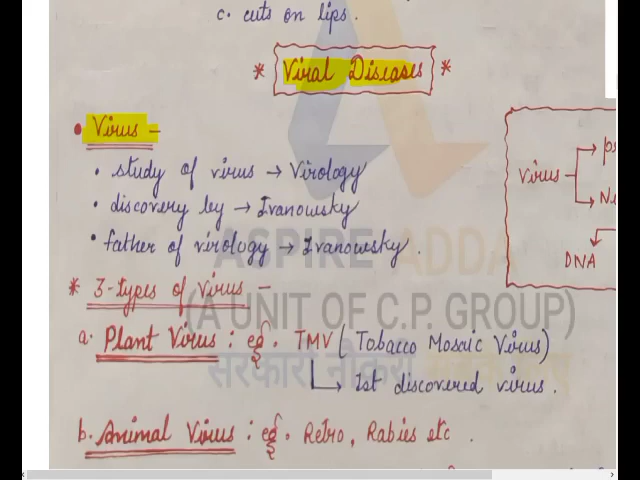 c. cuts on lips.
* Viral Diseases *
• Virus -
• study of virus → Virology
• discovery by → Ivanowsky
• father of virology → Ivanowsky.
Virus
DNA
* 3-types of Virus -
a. Plant Virus : eg. TMV (Tobacco Mosaic Virus)
→ 1st discovered virus.
b. Animal Virus : eg. Retro, Rabies etc.
ASPIRE ADDA
(A UNIT OF C.P. GROUP)
सरकारी नौकरी